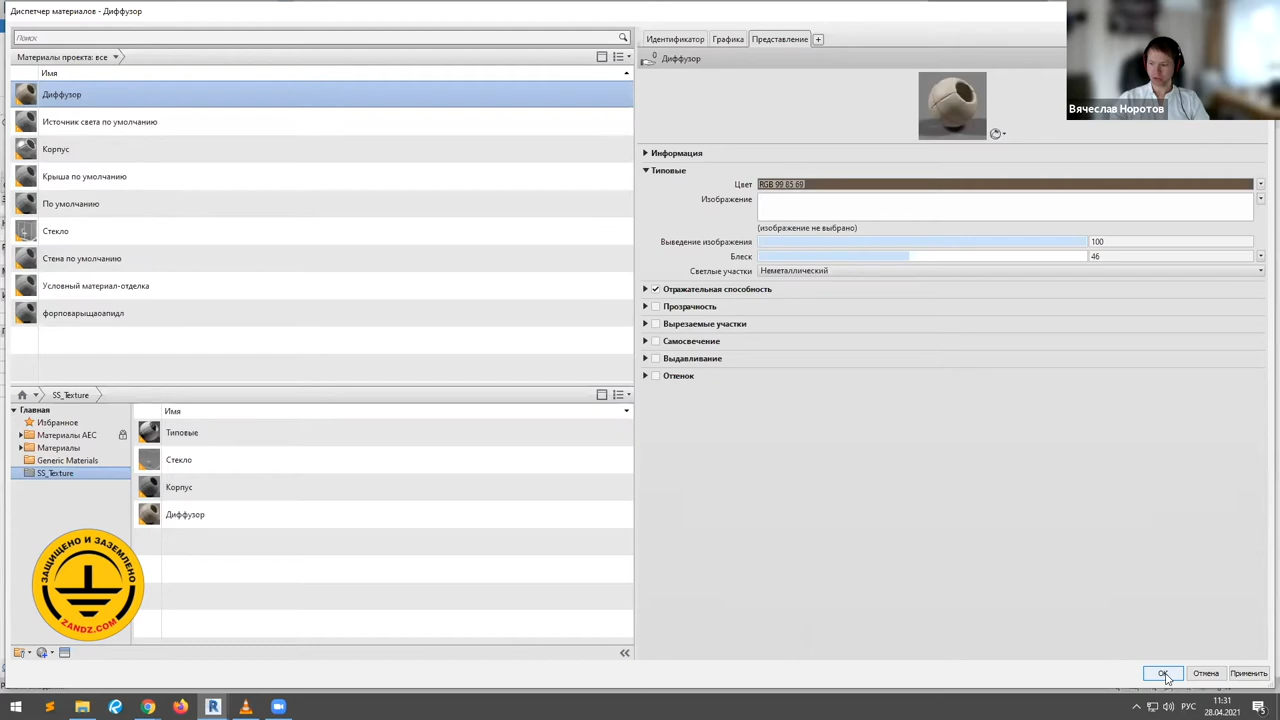 Диспетчер материалов - Диффузор
Поиск
Материалы проекта: все
Имя
Диффузор
Источник света по умолчанию
Корпус
Крыша по умолчанию
По умолчанию
Стекло
Стена по умолчанию
Условный материал-отделка
форповарыщаоапидл
SS_Texture
Главная
Избранное
Материалы AEC
Материалы
Generic Materials
SS_Texture
Имя
Типовые
Стекло
Корпус
Диффузор
ЗАЩИЩЕНО И ЗАЗЕМЛЕНО
ZANDZ.COM
Идентификатор
Графика
Представление
0
Диффузор
Вячеслав Норотов
Информация
Типовые
Цвет RGB 99 85 69
Изображение
(изображение не выбрано)
Выведение изображения 100
Блеск 46
Светлые участки Неметаллический
Отражательная способность
Прозрачность
Вырезаемые участки
Самосвечение
Выдавливание
Оттенок
OK
Отмена
Применить
РУС
11:31
28.04.2021